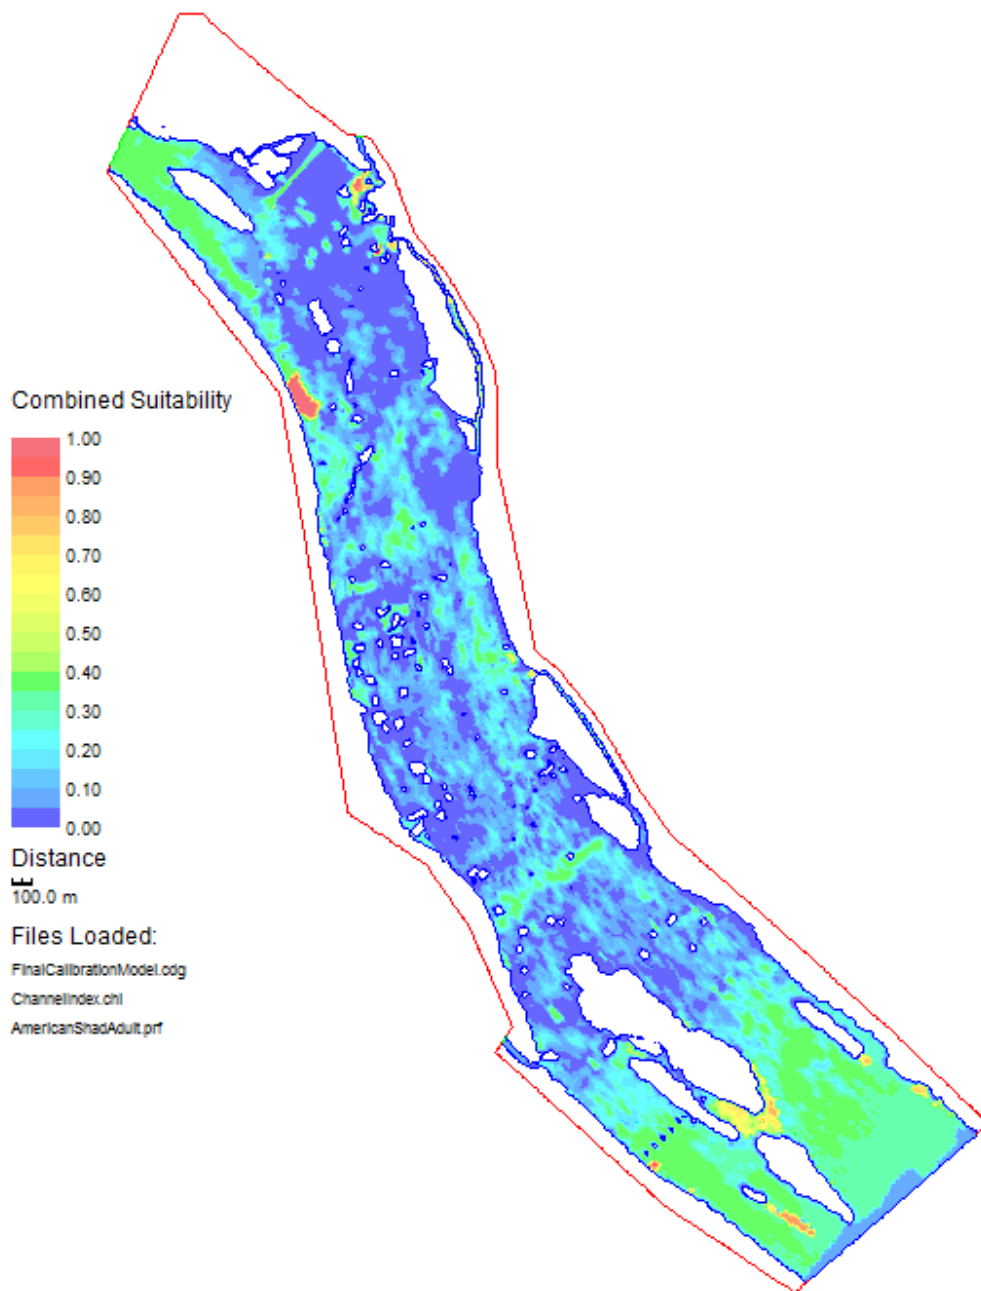 Combined Suitability
1.00
0.90
0.80
0.70
0.60
0.50
0.40
0.30
0.20
0.10
0.00
Distance
100.0 m
Files Loaded:
FinalCalibrationModel.cdg
ChannelIndex.chi
AmericanShadAdult.prf